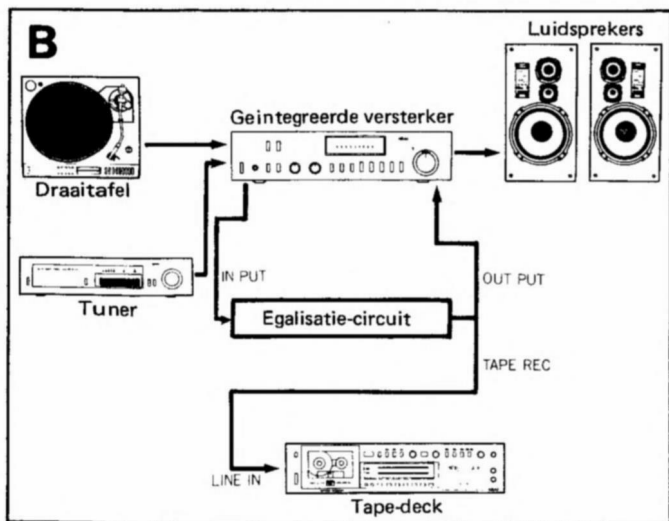 B
Luidsprekers
Geintegreerde versterker
Draaitafel
IN PUT
OUT PUT
Tuner
Egalisatie-circuit
TAPE REC
LINE IN
Tape-deck